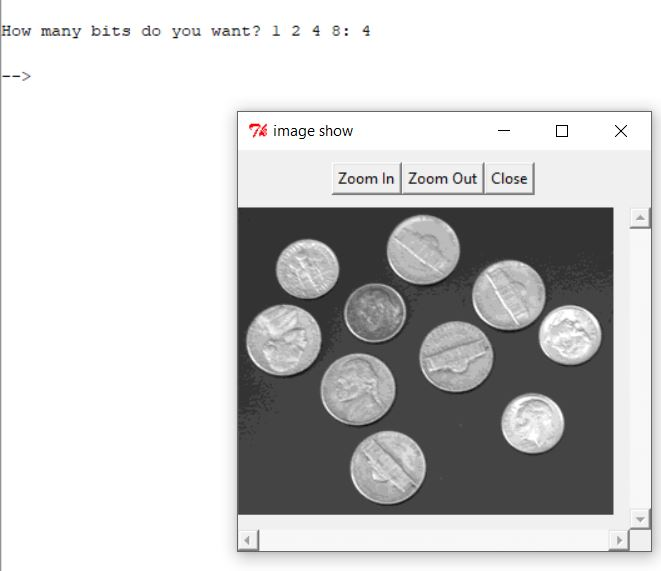 How many bits do you want? 1 2 4 8: 4
-->
image show
Zoom In Zoom Out Close